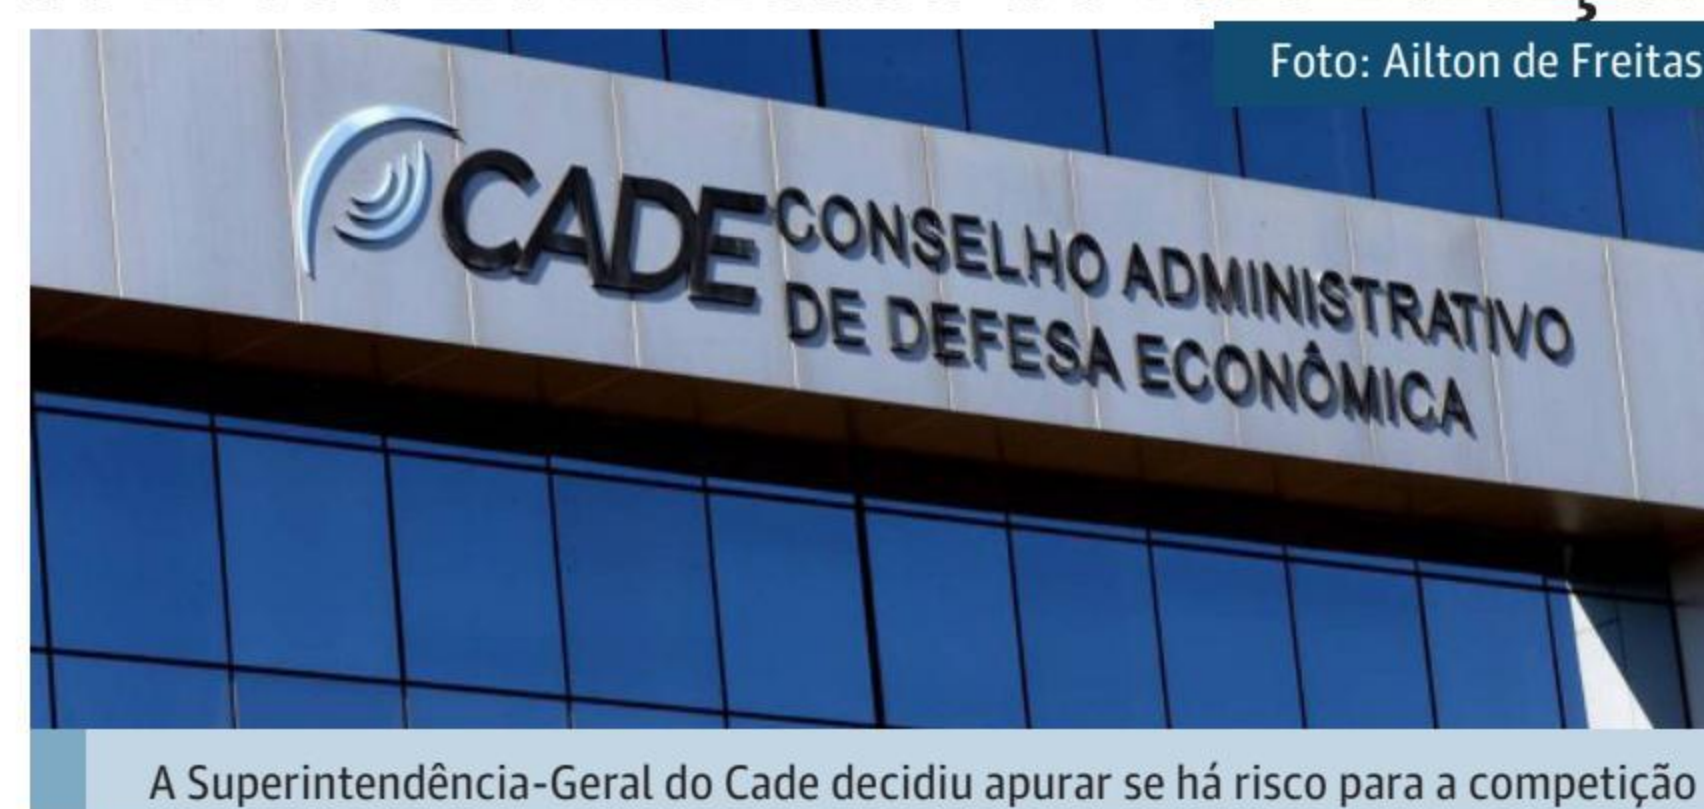 Foto: Ailton de Freitas
CADE CONSELHO ADMINISTRATIVO
DE DEFESA ECONÔMICA
A Superintendência-Geral do Cade decidiu apurar se há risco para a competição